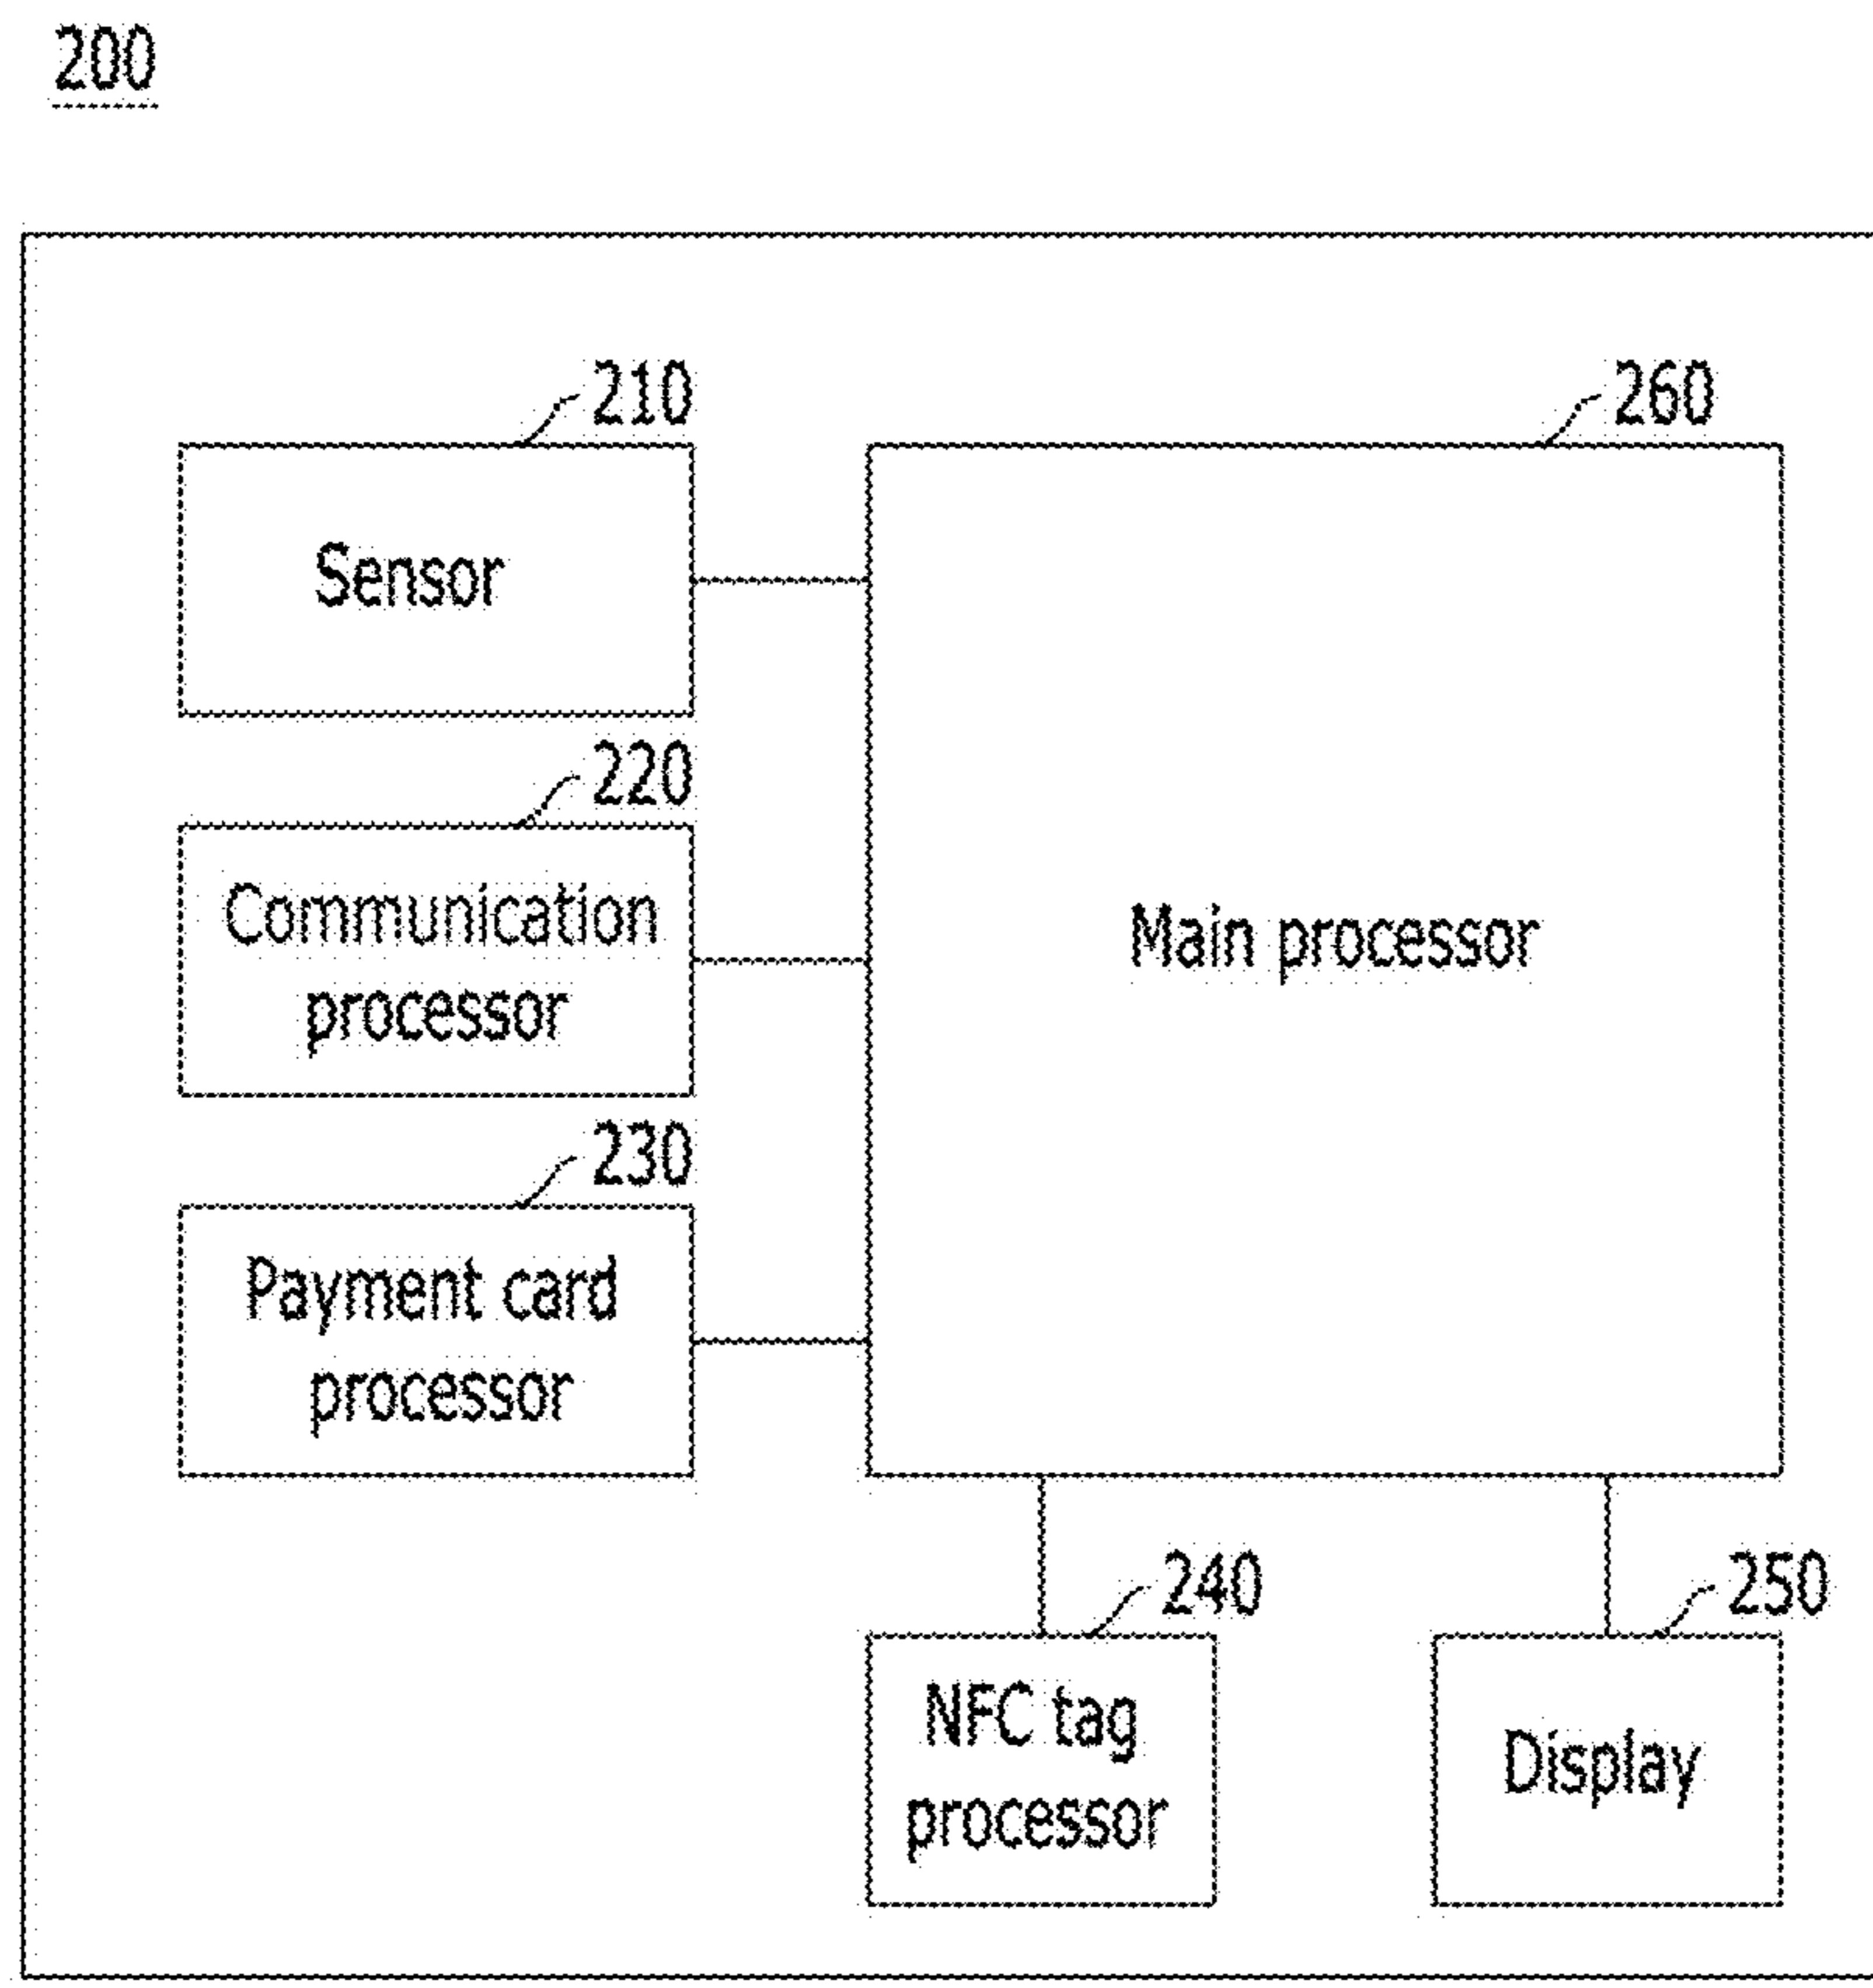 200
210
260
Sensor
220
Communication
processor
Main processor
230
Payment card
processor
240
250
NFC tag
processor
Display